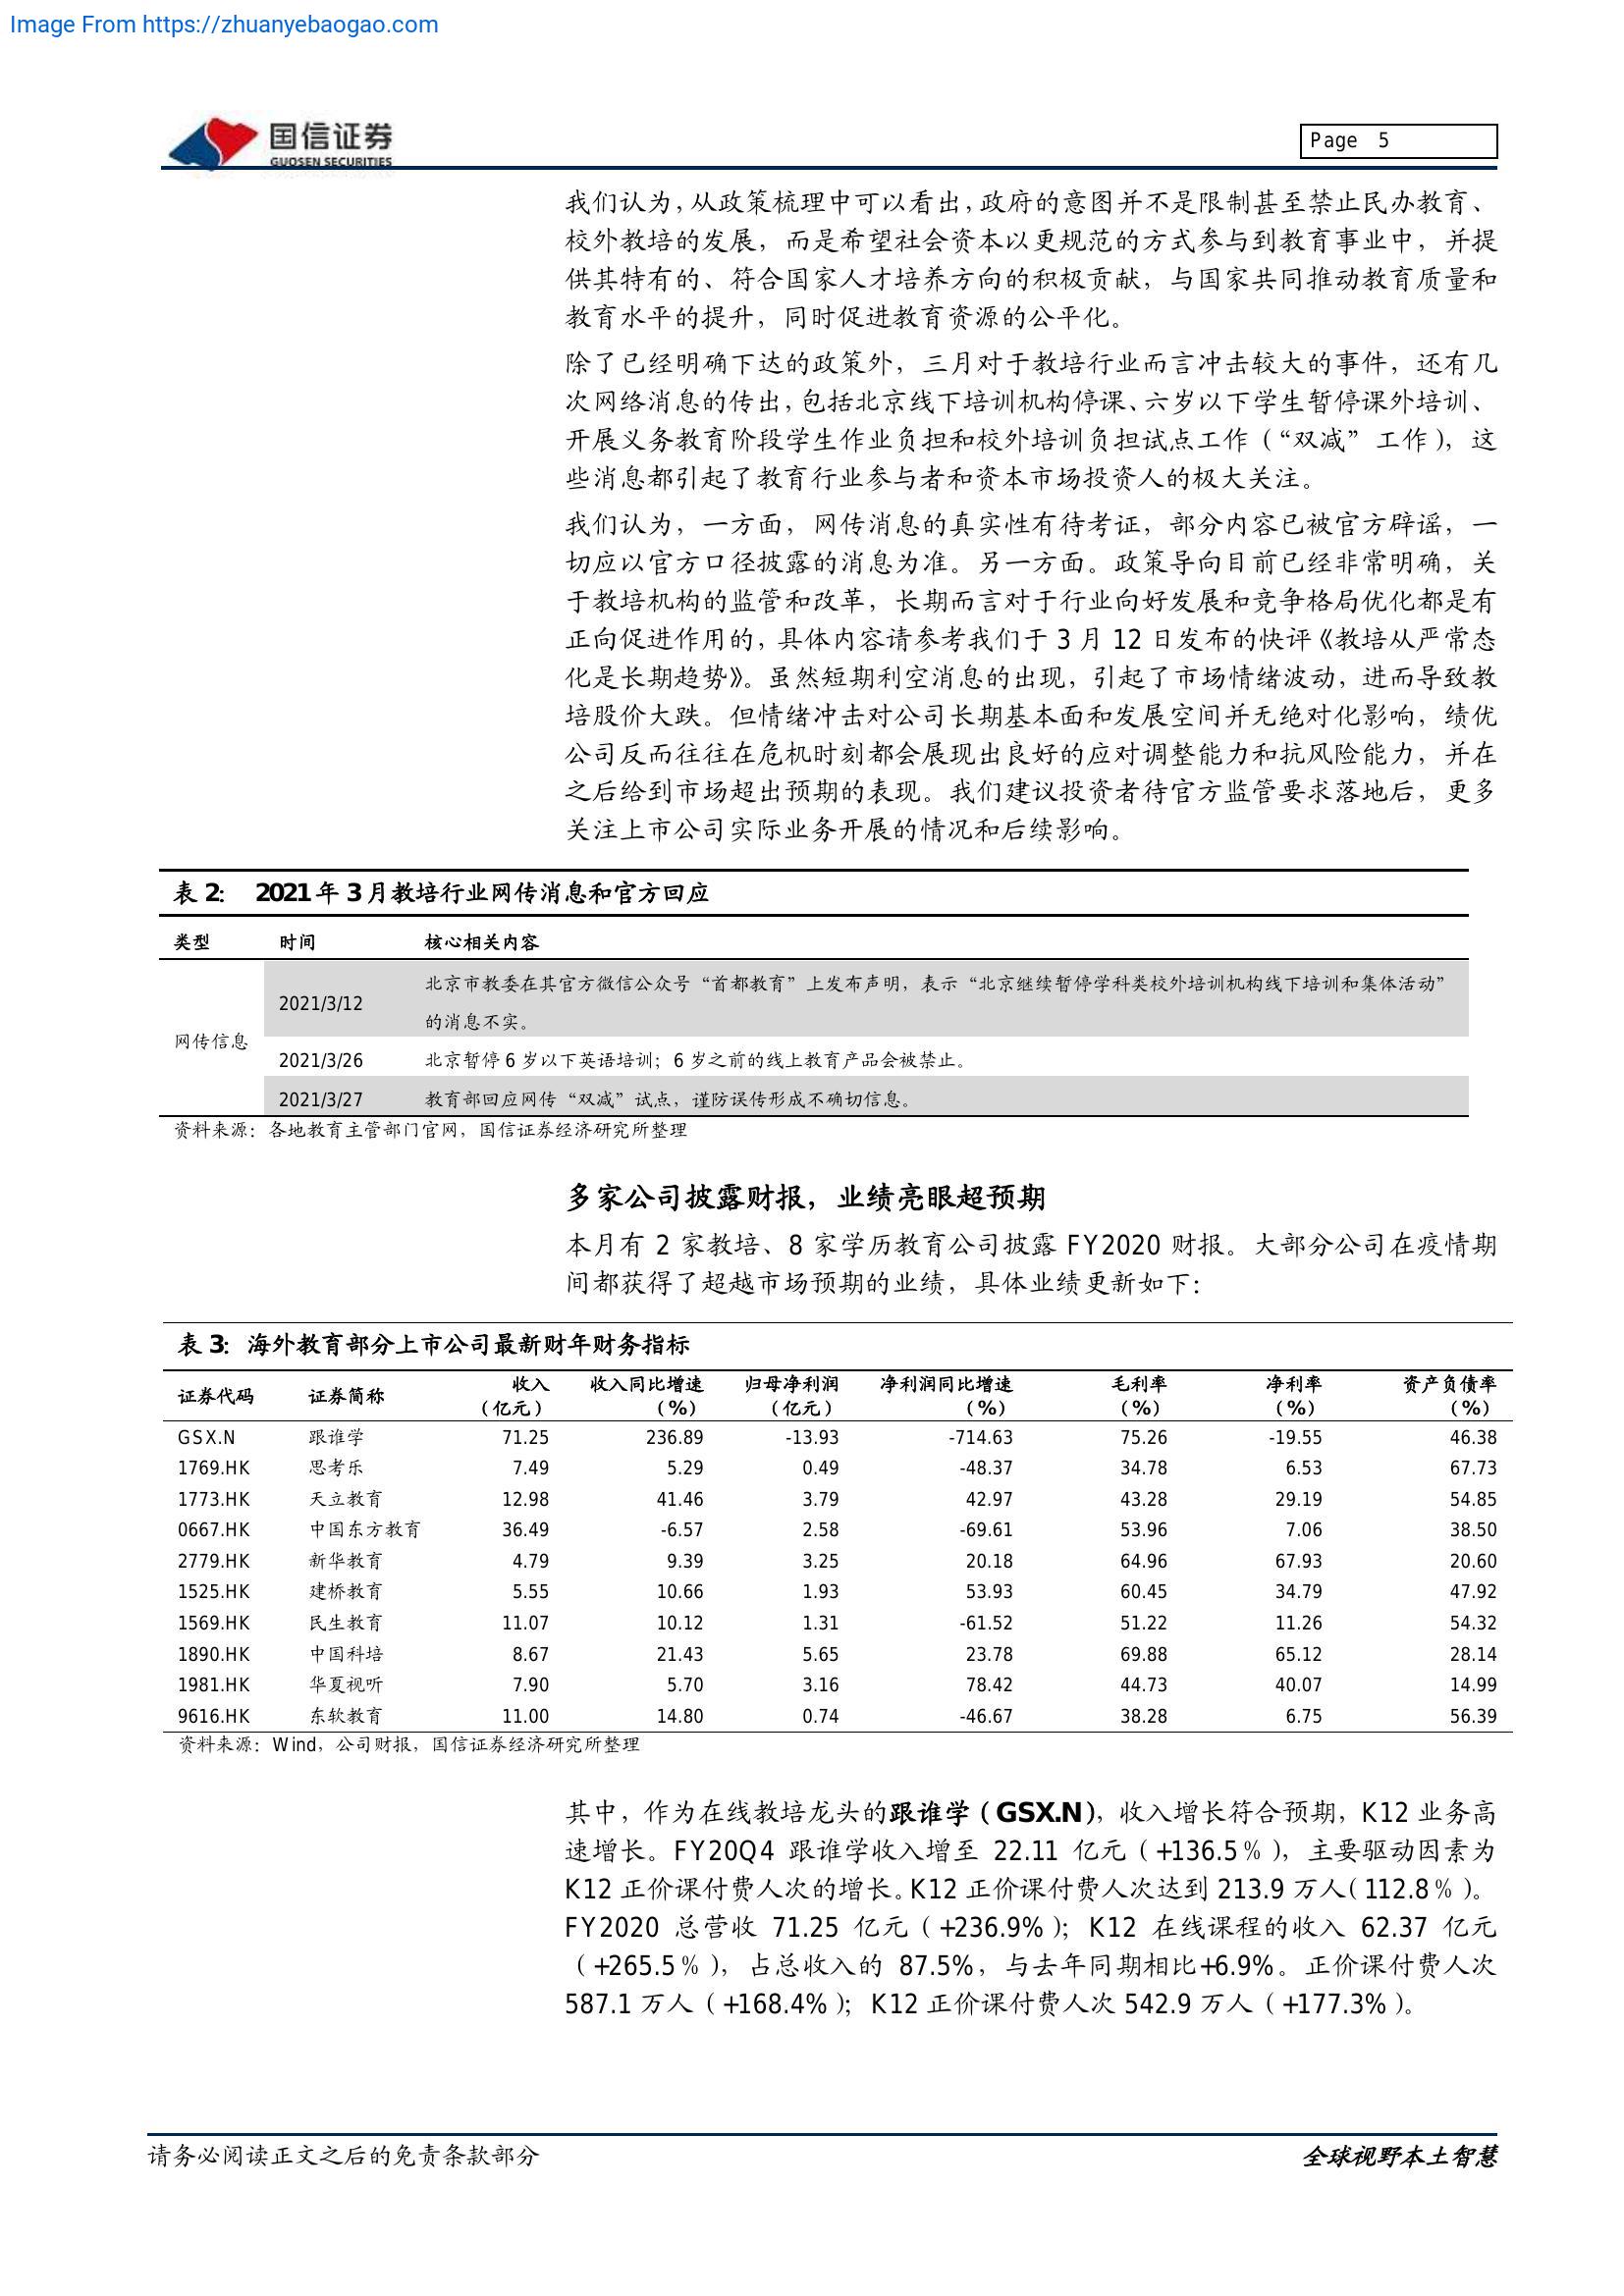 Image From https://zhuanyebaogao.com
国信证券
GUOSEN SECURITIES
Page 5
我们认为，从政策梳理中可以看出，政府的意图并不是限制甚至禁止民办教育、
校外教培的发展，而是希望社会资本以更规范的方式参与到教育事业中，并提
供其特有的、符合国家人才培养方向的积极贡献，与国家共同推动教育质量和
教育水平的提升，同时促进教育资源的公平化。
除了已经明确下达的政策外，三月对于教培行业而言冲击较大的事件，还有几
次网络消息的传出，包括北京线下培训机构停课、六岁以下学生暂停课外培训、
开展义务教育阶段学生作业负担和校外培训负担试点工作（“双减”工作），这
些消息都引起了教育行业参与者和资本市场投资人的极大关注。
我们认为，一方面，网传消息的真实性有待考证，部分内容已被官方辟谣，一
切应以官方口径披露的消息为准。另一方面。政策导向目前已经非常明确，关
于教培机构的监管和改革，长期而言对于行业向好发展和竞争格局优化都是有
正向促进作用的，具体内容请参考我们于 3 月 12 日发布的快评《教培从严常态
化是长期趋势》。虽然短期利空消息的出现，引起了市场情绪波动，进而导致教
培股价大跌。但情绪冲击对公司长期基本面和发展空间并无绝对化影响，绩优
公司反而往往在危机时刻都会展现出良好的应对调整能力和抗风险能力，并在
之后给到市场超出预期的表现。我们建议投资者待官方监管要求落地后，更多
关注上市公司实际业务开展的情况和后续影响。
表 2： 2021 年 3 月教培行业网传消息和官方回应
类型 时间 核心相关内容
网传信息
2021/3/12 北京市教委在其官方微信公众号“首都教育”上发布声明，表示“北京继续暂停学科类校外培训机构线下培训和集体活动”
的消息不实。
2021/3/26 北京暂停 6 岁以下英语培训；6 岁之前的线上教育产品会被禁止。
2021/3/27 教育部回应网传“双减”试点，谨防误传形成不确切信息。
资料来源：各地教育主管部门官网，国信证券经济研究所整理
多家公司披露财报，业绩亮眼超预期
本月有 2 家教培、8 家学历教育公司披露 FY2020 财报。大部分公司在疫情期
间都获得了超越市场预期的业绩，具体业绩更新如下：
表 3：海外教育部分上市公司最新财年财务指标
证券代码 证券简称 收入（亿元） 收入同比增速（%） 归母净利润（亿元） 净利润同比增速（%） 毛利率（%） 净利率（%） 资产负债率（%）
GSX.N 跟谁学 71.25 236.89 -13.93 -714.63 75.26 -19.55 46.38
1769.HK 思考乐 7.49 5.29 0.49 -48.37 34.78 6.53 67.73
1773.HK 天立教育 12.98 41.46 3.79 42.97 43.28 29.19 54.85
0667.HK 中国东方教育 36.49 -6.57 2.58 -69.61 53.96 7.06 38.50
2779.HK 新华教育 4.79 9.39 3.25 20.18 64.96 67.93 20.60
1525.HK 建桥教育 5.55 10.66 1.93 53.93 60.45 34.79 47.92
1569.HK 民生教育 11.07 10.12 1.31 -61.52 51.22 11.26 54.32
1890.HK 中国科培 8.67 21.43 5.65 23.78 69.88 65.12 28.14
1981.HK 华夏视听 7.90 5.70 3.16 78.42 44.73 40.07 14.99
9616.HK 东软教育 11.00 14.80 0.74 -46.67 38.28 6.75 56.39
资料来源：Wind，公司财报，国信证券经济研究所整理
其中，作为在线教培龙头的跟谁学（GSX.N），收入增长符合预期，K12 业务高
速增长。FY20Q4 跟谁学收入增至 22.11 亿元（+136.5％），主要驱动因素为
K12 正价课付费人次的增长。K12 正价课付费人次达到 213.9 万人（112.8％）。
FY2020 总营收 71.25 亿元（+236.9%）；K12 在线课程的收入 62.37 亿元
（+265.5％），占总收入的 87.5%，与去年同期相比+6.9%。正价课付费人次
587.1 万人（+168.4%）；K12 正价课付费人次 542.9 万人（+177.3%）。
请务必阅读正文之后的免责条款部分
全球视野本土智慧